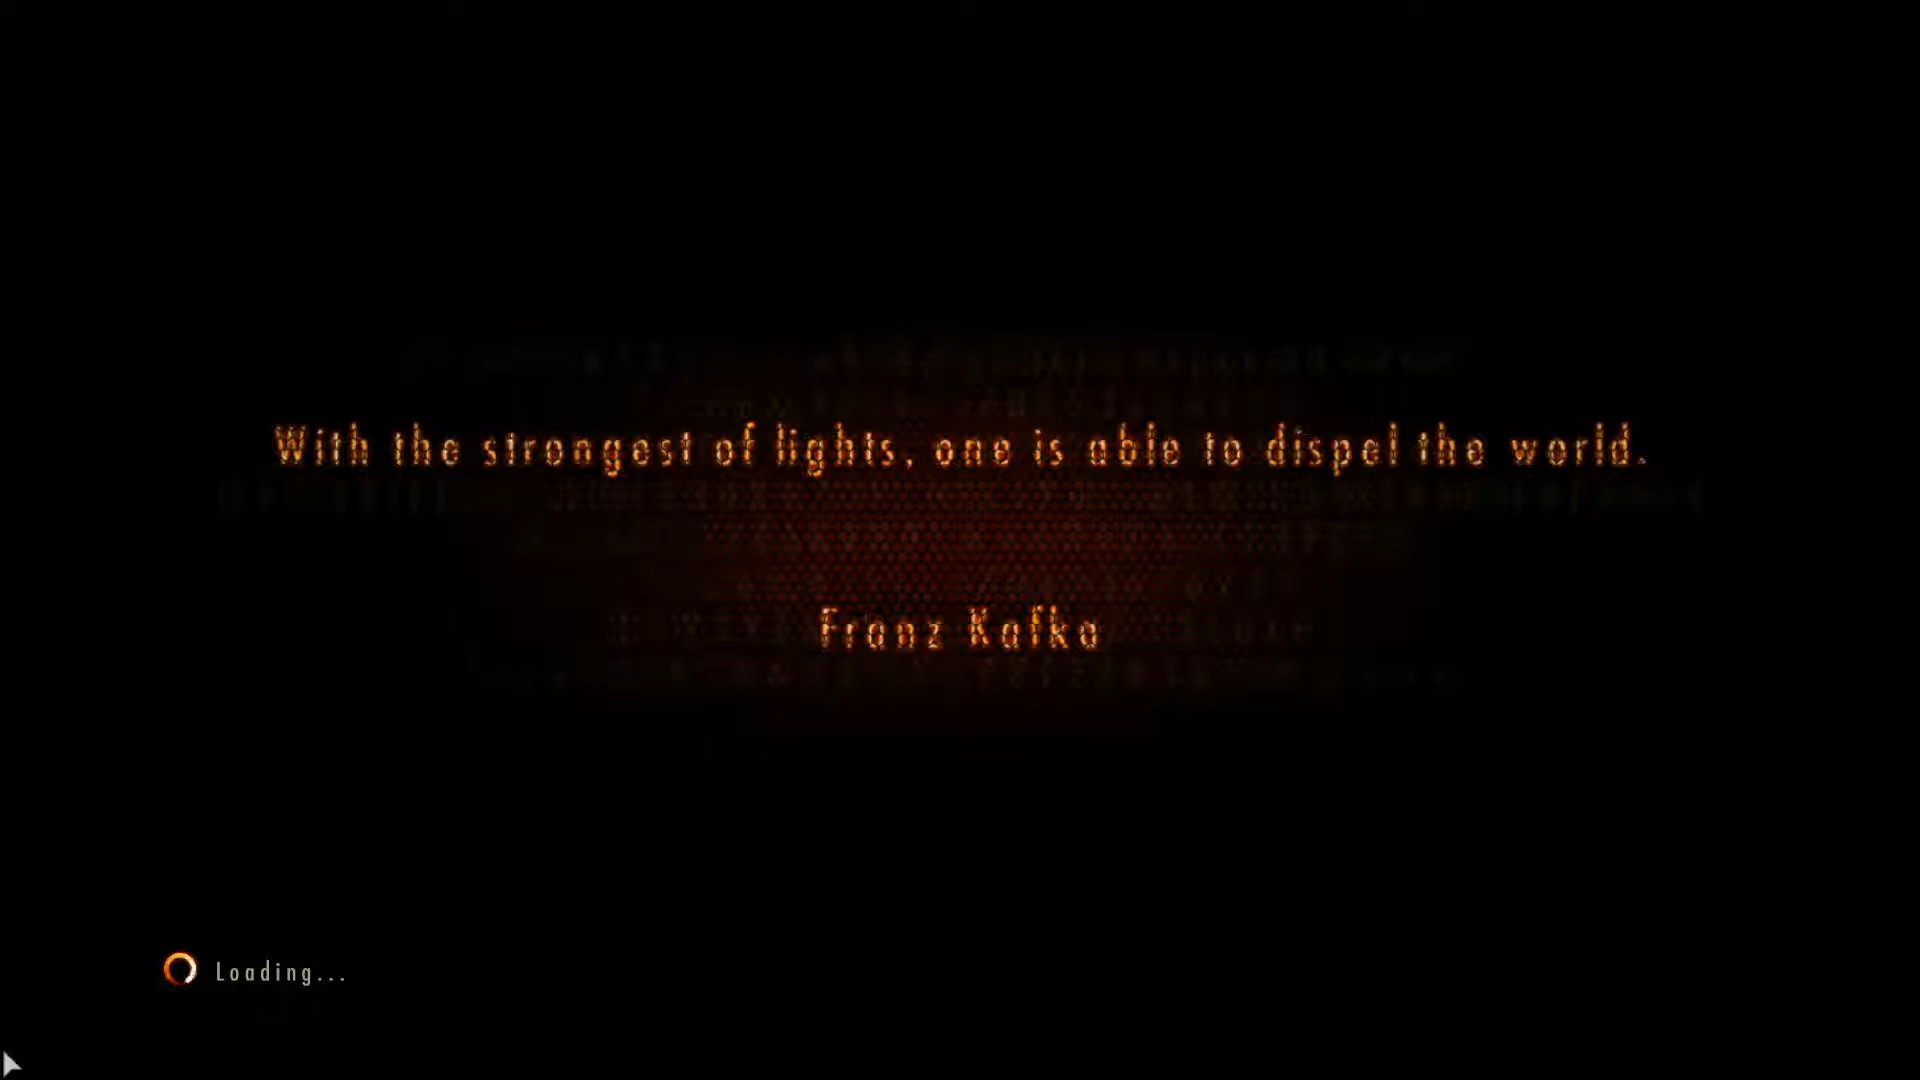 With the strongest of lights, one is able to dispel the world.
Franz Kafka
Loading...